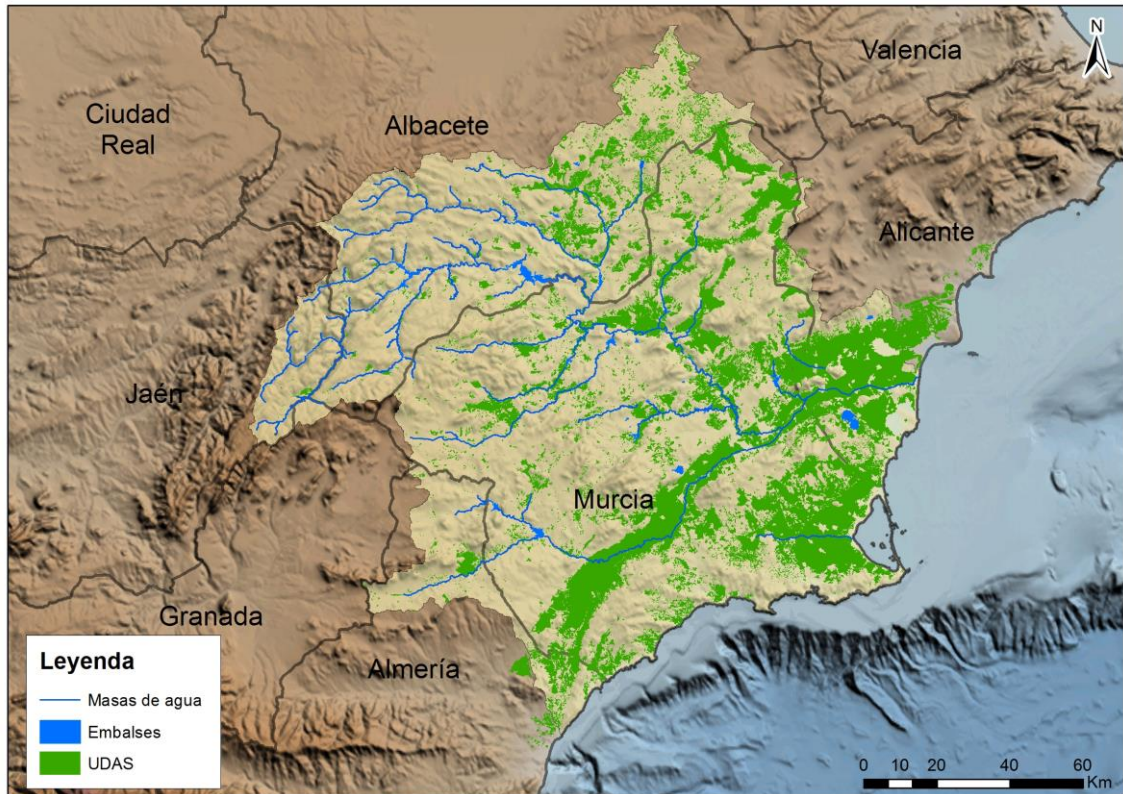 N
Valencia
Ciudad
Real
Albacete
Alicante
Jaén
Murcia
Granada
Almería
Leyenda
Masas de agua
Embalses
UDAS
0 10 20 40 60
Km